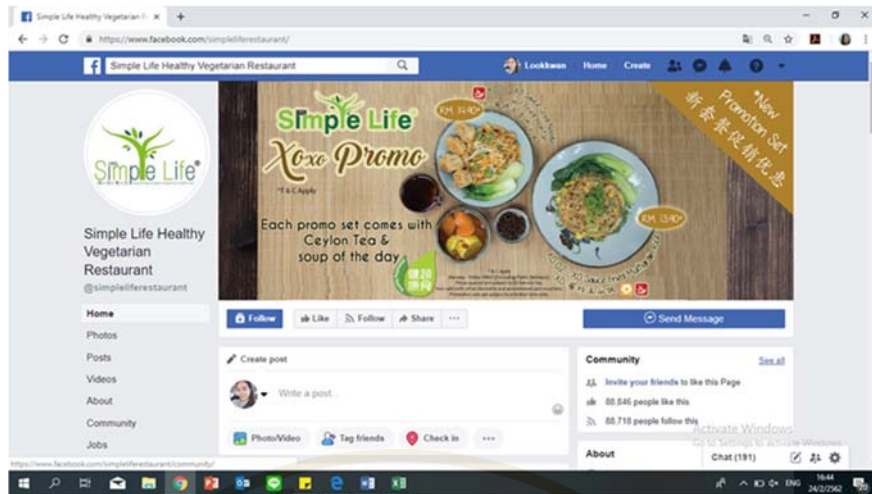 Simple Life Healthy Vegetarian
https://www.facebook.com/simpleliferestaurant/
Simple Life Healthy Vegetarian Restaurant
Lookkwan
Home
Create
Simple Life®
Simple Life Healthy
Vegetarian
Restaurant
@simpleliferestaurant
Home
Photos
Posts
Videos
About
Community
Jobs
Simple Life®
Xoxo Promo
*T & C Apply
Each promo set comes with
Ceylon Tea &
soup of the day
*New
Promotion Set
新套餐促销优惠
Follow
Like
Follow
Share
Send Message
Create post
Write a post...
Photo/Video
Tag friends
Check in
Community
See all
Invite your friends to like this Page
88,846 people like this
88,718 people follow this
About
Activate Windows
Go to Settings to activate Windows.
Chat (191)
https://www.facebook.com/simpleliferestaurant/community/
ENG
16:44
24/2/2562